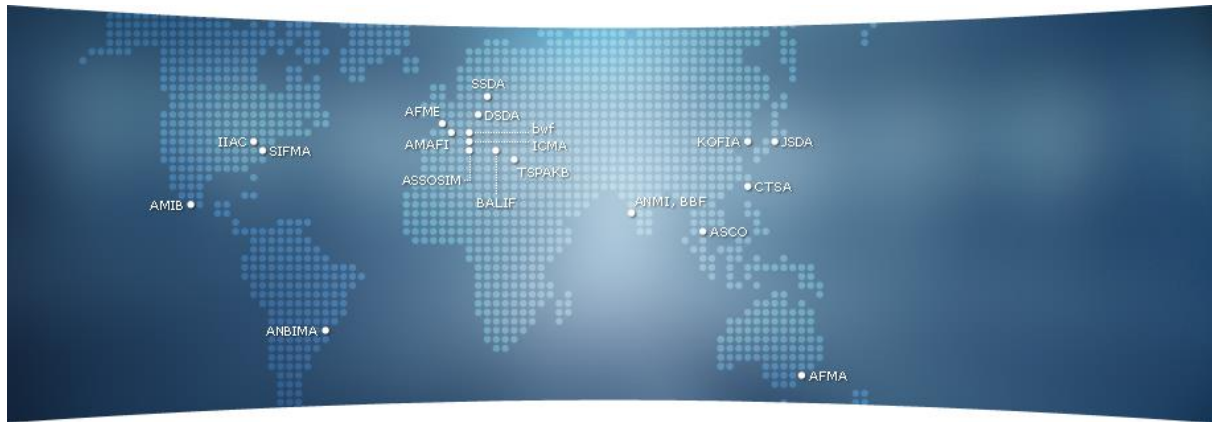 SSDA
AFME
DSDA
bwf
IIAC
AMAFI
ICMA
KOFIA
JSDA
SIFMA
TSPAKB
ASSOSIM
CTSA
BALIF
ANMI, BBF
AMIB
ASCO
ANBIMA
AFMA